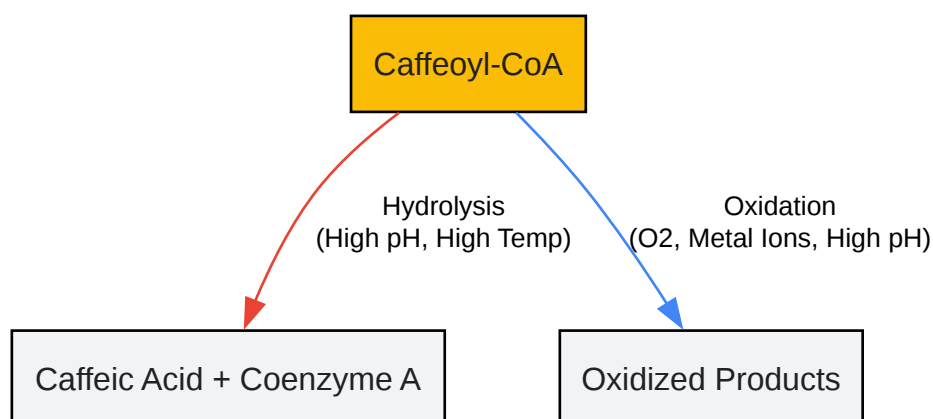 Caffeoyl-CoA
Hydrolysis
(High pH, High Temp)
Oxidation
(O2, Metal Ions, High pH)
Caffeic Acid + Coenzyme A
Oxidized Products